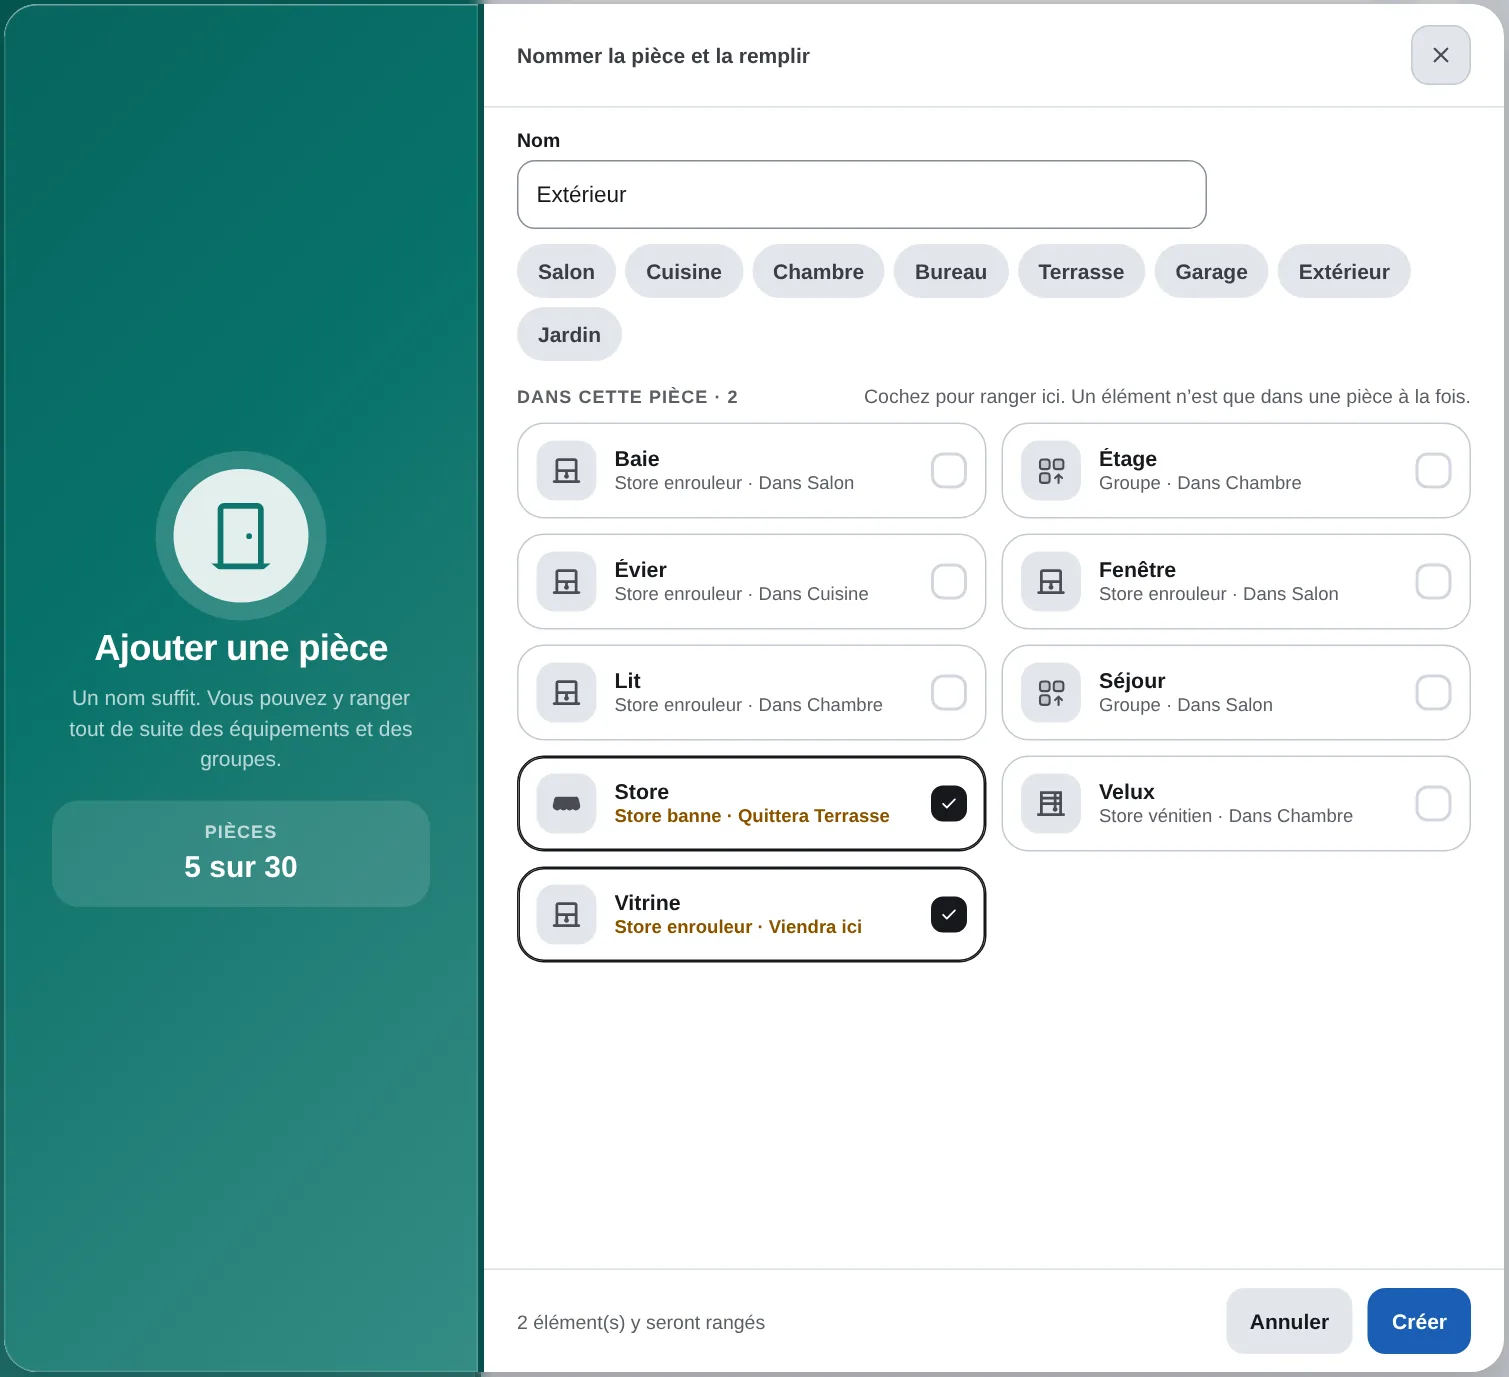 Ajouter une pièce
Un nom suffit. Vous pouvez y ranger
tout de suite des équipements et des
groupes.
PIÈCES
5 sur 30
Nommer la pièce et la remplir
Nom
Extérieur
Salon Cuisine Chambre Bureau Terrasse Garage Extérieur
Jardin
DANS CETTE PIÈCE · 2 Cochez pour ranger ici. Un élément n’est que dans une pièce à la fois.
Baie
Store enrouleur · Dans Salon
Étage
Groupe · Dans Chambre
Évier
Store enrouleur · Dans Cuisine
Fenêtre
Store enrouleur · Dans Salon
Lit
Store enrouleur · Dans Chambre
Séjour
Groupe · Dans Salon
Store
Store banne · Quittera Terrasse
Velux
Store vénitien · Dans Chambre
Vitrine
Store enrouleur · Viendra ici
2 élément(s) y seront rangés
Annuler Créer